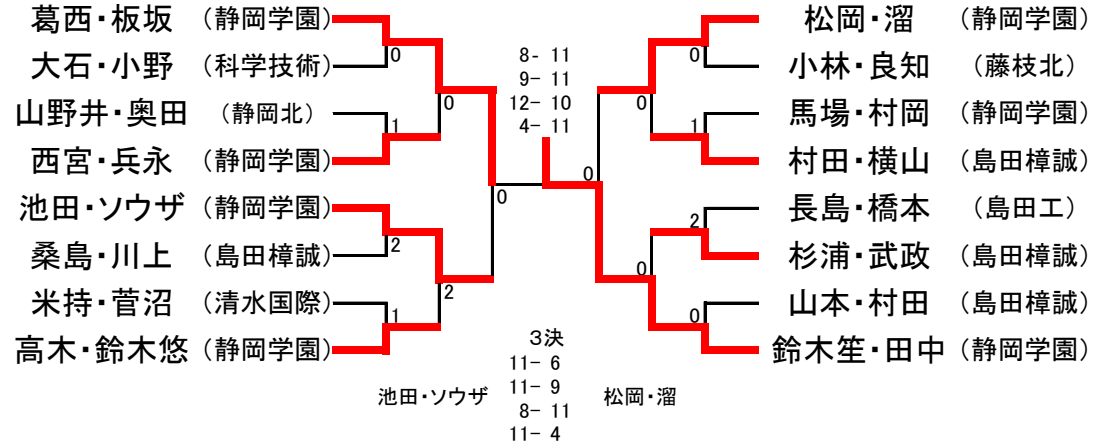 葛西・板坂 （静岡学園）
大石・小野 （科学技術）
山野井・奥田 （静岡北）
西宮・兵永 （静岡学園）
池田・ソウザ （静岡学園）
桑島・川上 （島田樟誠）
米持・菅沼 （清水国際）
高木・鈴木悠 （静岡学園）
0
1
2
1
0
2
0
8- 11
9- 11
12- 10
4- 11
3決
11- 6
11- 9
8- 11
11- 4
池田・ソウザ
松岡・溜
0
0
0
0
1
2
0
松岡・溜 （静岡学園）
小林・良知 （藤枝北）
馬場・村岡 （静岡学園）
村田・横山 （島田樟誠）
長島・橋本 （島田工）
杉浦・武政 （島田樟誠）
山本・村田 （島田樟誠）
鈴木笙・田中 （静岡学園）